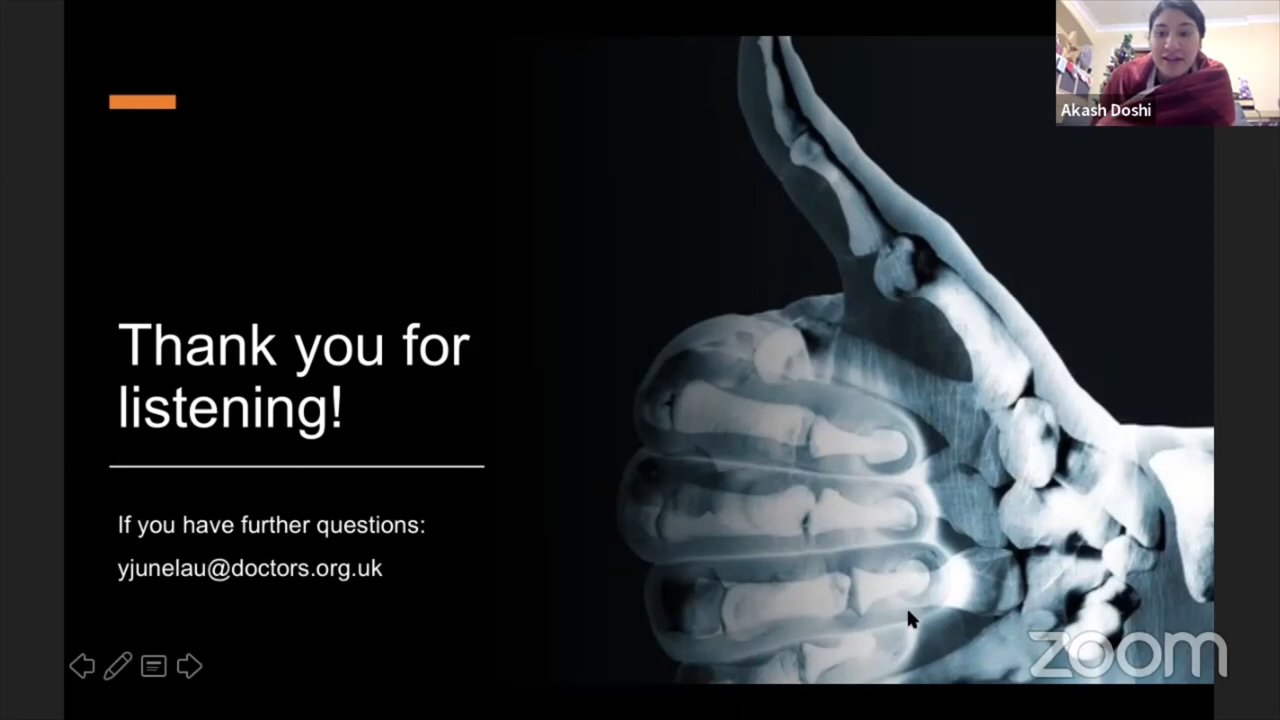 Akash Doshi
Thank you for
listening!
If you have further questions:
yjunelau@doctors.org.uk
zoom